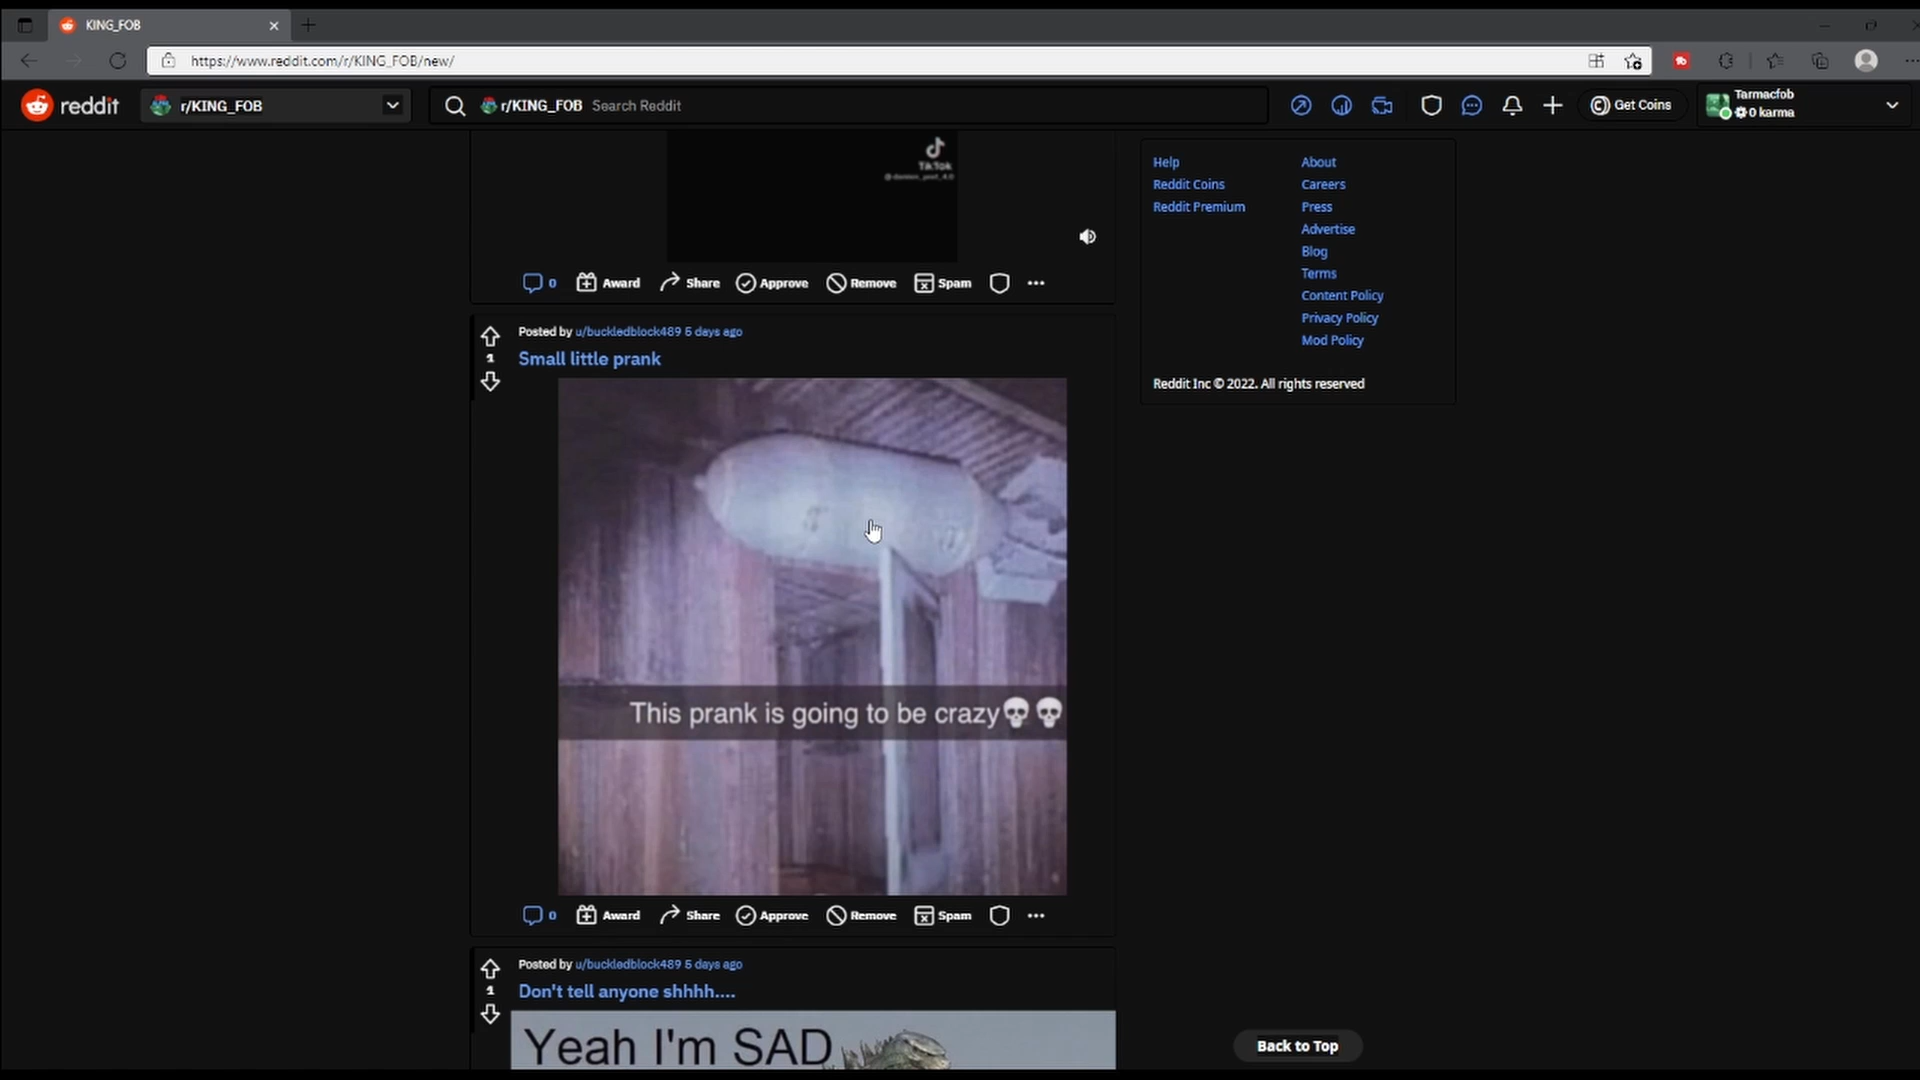 KING_FOB
https://www.reddit.com/r/KING_FOB/new/
reddit
r/KING_FOB
r/KING_FOB Search Reddit
Get Coins
Tarmacfob
0 karma
TikTok
0 Award Share Approve Remove Spam
Help
Reddit Coins
Reddit Premium
About
Careers
Press
Advertise
Blog
Terms
Content Policy
Privacy Policy
Mod Policy
Reddit Inc © 2022. All rights reserved
Posted by u/buckledblock489 5 days ago
1
Small little prank
This prank is going to be crazy💀💀
0 Award Share Approve Remove Spam
Posted by u/buckledblock489 5 days ago
1
Don't tell anyone shhhh....
Yeah I'm SAD
Back to Top